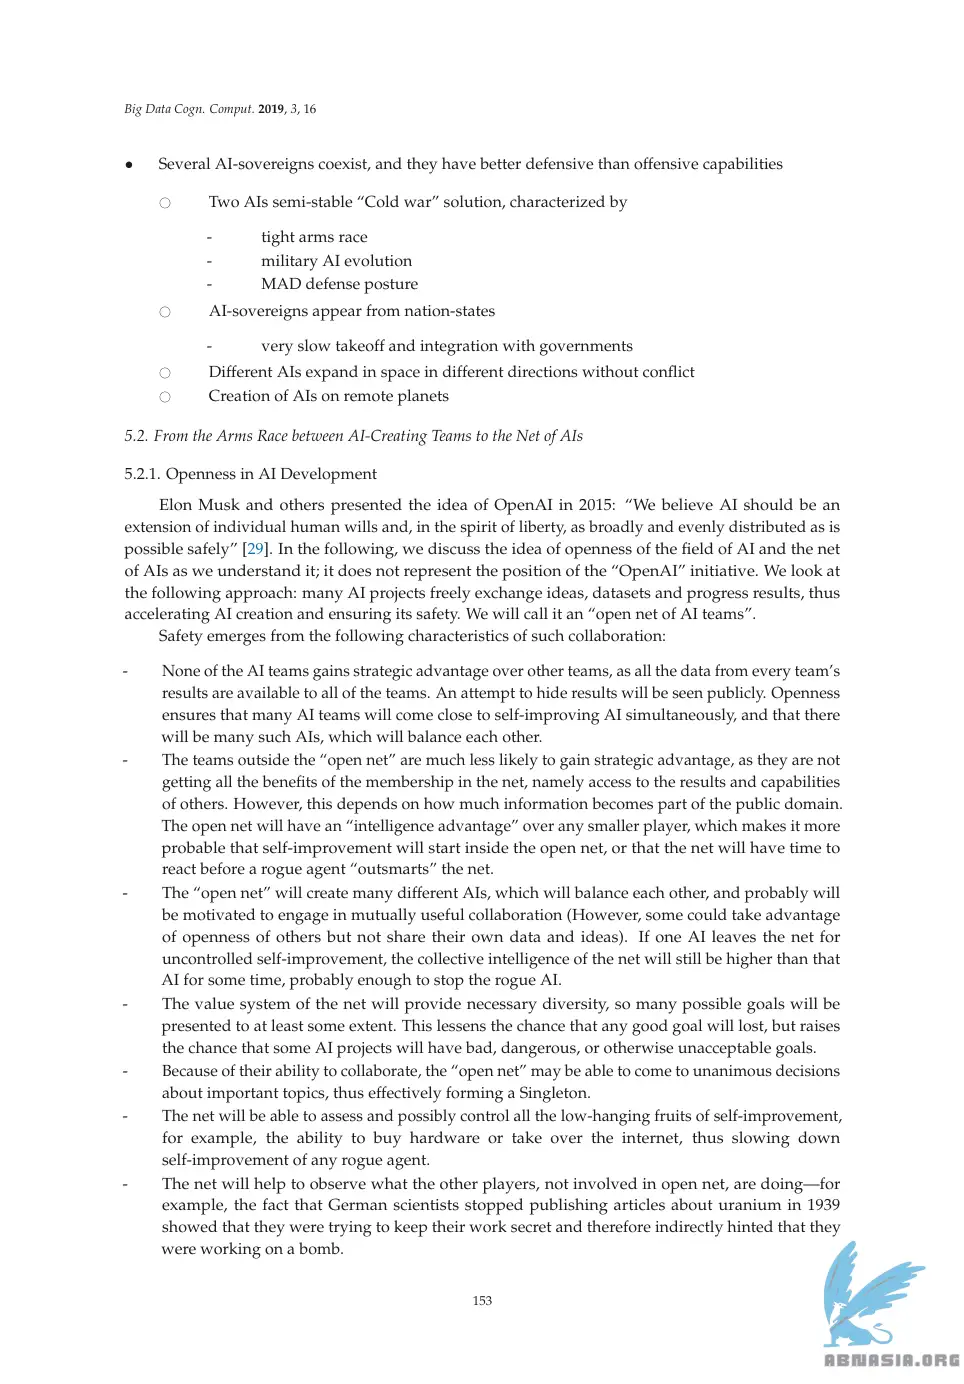 Big Data Cogn. Comput. 2019, 3, 16
• Several AI-sovereigns coexist, and they have better defensive than offensive capabilities
○ Two AIs semi-stable “Cold war” solution, characterized by
- tight arms race
- military AI evolution
- MAD defense posture
○ AI-sovereigns appear from nation-states
- very slow takeoff and integration with governments
○ Different AIs expand in space in different directions without conflict
○ Creation of AIs on remote planets
5.2. From the Arms Race between AI-Creating Teams to the Net of AIs
5.2.1. Openness in AI Development
Elon Musk and others presented the idea of OpenAI in 2015: “We believe AI should be an
extension of individual human wills and, in the spirit of liberty, as broadly and evenly distributed as is
possible safely” [29]. In the following, we discuss the idea of openness of the field of AI and the net
of AIs as we understand it; it does not represent the position of the “OpenAI” initiative. We look at
the following approach: many AI projects freely exchange ideas, datasets and progress results, thus
accelerating AI creation and ensuring its safety. We will call it an “open net of AI teams”.
Safety emerges from the following characteristics of such collaboration:
- None of the AI teams gains strategic advantage over other teams, as all the data from every team’s
results are available to all of the teams. An attempt to hide results will be seen publicly. Openness
ensures that many AI teams will come close to self-improving AI simultaneously, and that there
will be many such AIs, which will balance each other.
- The teams outside the “open net” are much less likely to gain strategic advantage, as they are not
getting all the benefits of the membership in the net, namely access to the results and capabilities
of others. However, this depends on how much information becomes part of the public domain.
The open net will have an “intelligence advantage” over any smaller player, which makes it more
probable that self-improvement will start inside the open net, or that the net will have time to
react before a rogue agent “outsmarts” the net.
- The “open net” will create many different AIs, which will balance each other, and probably will
be motivated to engage in mutually useful collaboration (However, some could take advantage
of openness of others but not share their own data and ideas). If one AI leaves the net for
uncontrolled self-improvement, the collective intelligence of the net will still be higher than that
AI for some time, probably enough to stop the rogue AI.
- The value system of the net will provide necessary diversity, so many possible goals will be
presented to at least some extent. This lessens the chance that any good goal will lost, but raises
the chance that some AI projects will have bad, dangerous, or otherwise unacceptable goals.
- Because of their ability to collaborate, the “open net” may be able to come to unanimous decisions
about important topics, thus effectively forming a Singleton.
- The net will be able to assess and possibly control all the low-hanging fruits of self-improvement,
for example, the ability to buy hardware or take over the internet, thus slowing down
self-improvement of any rogue agent.
- The net will help to observe what the other players, not involved in open net, are doing—for
example, the fact that German scientists stopped publishing articles about uranium in 1939
showed that they were trying to keep their work secret and therefore indirectly hinted that they
were working on a bomb.
153
ABNASIA.ORG